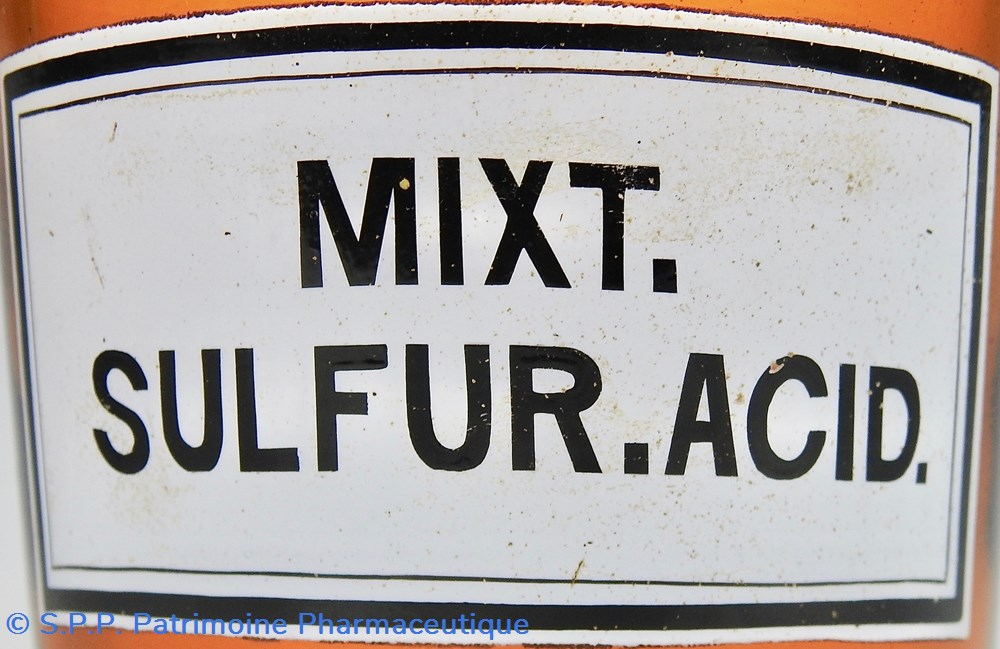 MIXT.
SULFUR.ACID.
© S.P.P. Patrimoine Pharmaceutique